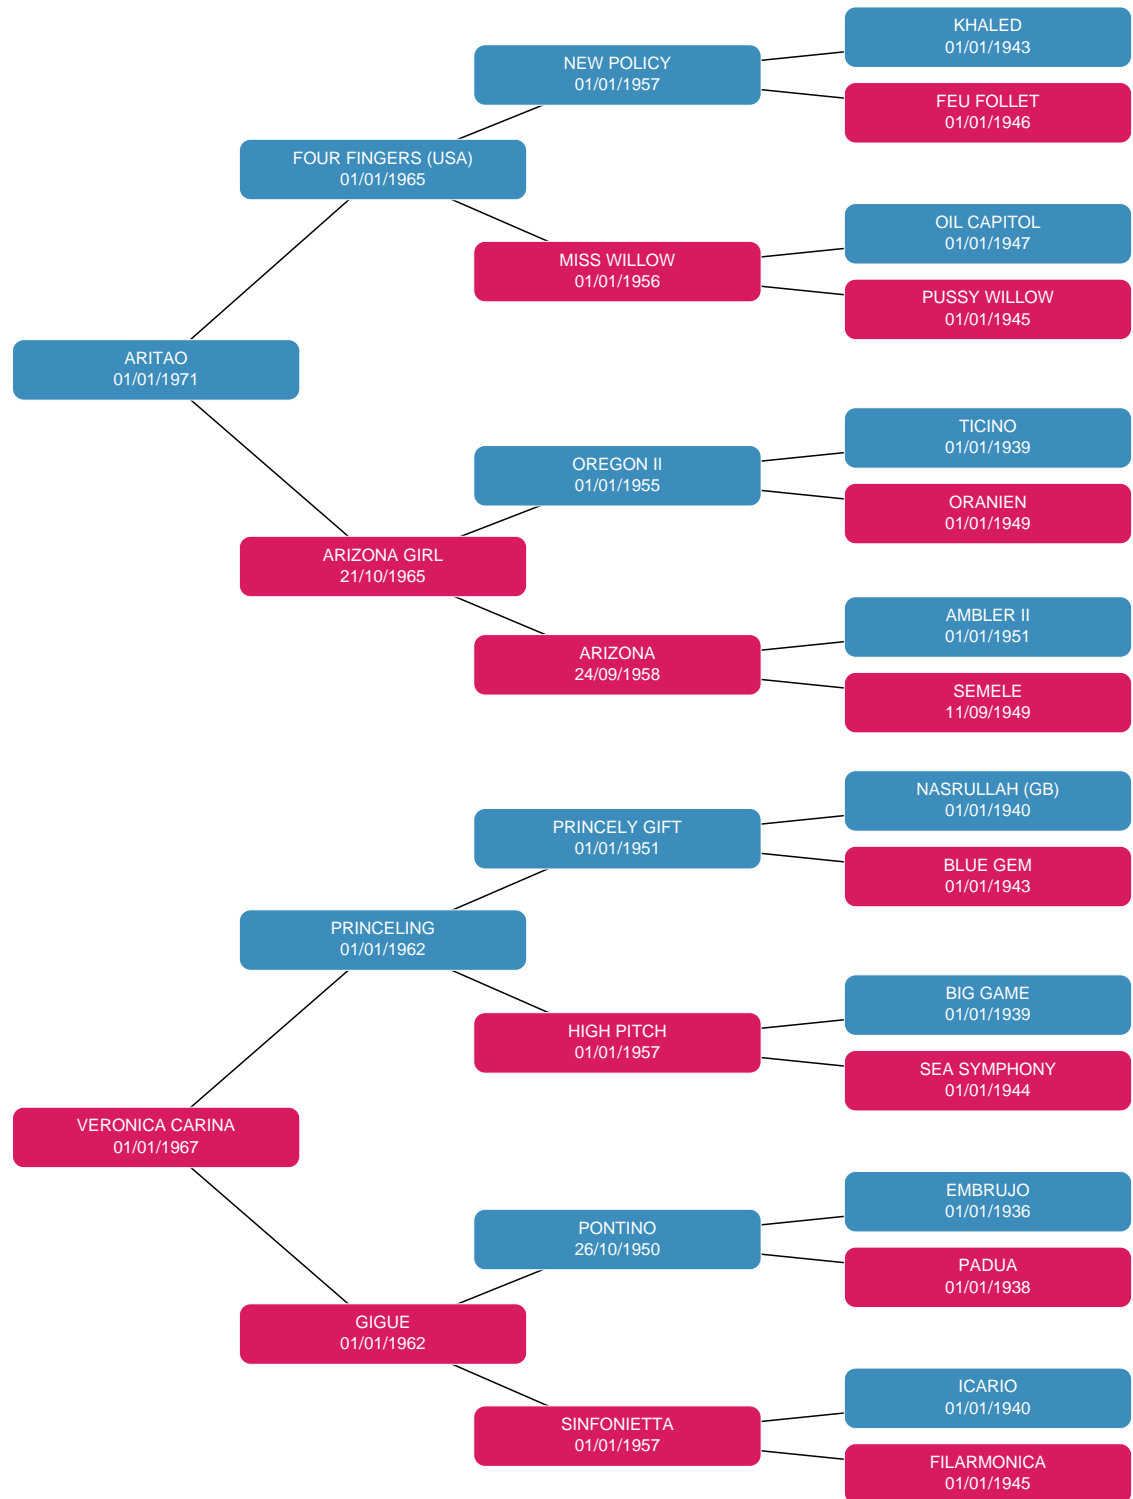 KHALED
01/01/1943
NEW POLICY
01/01/1957
FEU FOLLET
01/01/1946
FOUR FINGERS (USA)
01/01/1965
OIL CAPITOL
01/01/1947
MISS WILLOW
01/01/1956
PUSSY WILLOW
01/01/1945
ARITAO
01/01/1971
TICINO
01/01/1939
OREGON II
01/01/1955
ORANIEN
01/01/1949
ARIZONA GIRL
21/10/1965
AMBLER II
01/01/1951
ARIZONA
24/09/1958
SEMELE
11/09/1949
NASRULLAH (GB)
01/01/1940
PRINCELY GIFT
01/01/1951
BLUE GEM
01/01/1943
PRINCELING
01/01/1962
BIG GAME
01/01/1939
HIGH PITCH
01/01/1957
SEA SYMPHONY
01/01/1944
VERONICA CARINA
01/01/1967
EMBRUJO
01/01/1936
PONTINO
26/10/1950
PADUA
01/01/1938
GIGUE
01/01/1962
ICARIO
01/01/1940
SINFONIETTA
01/01/1957
FILARMONICA
01/01/1945